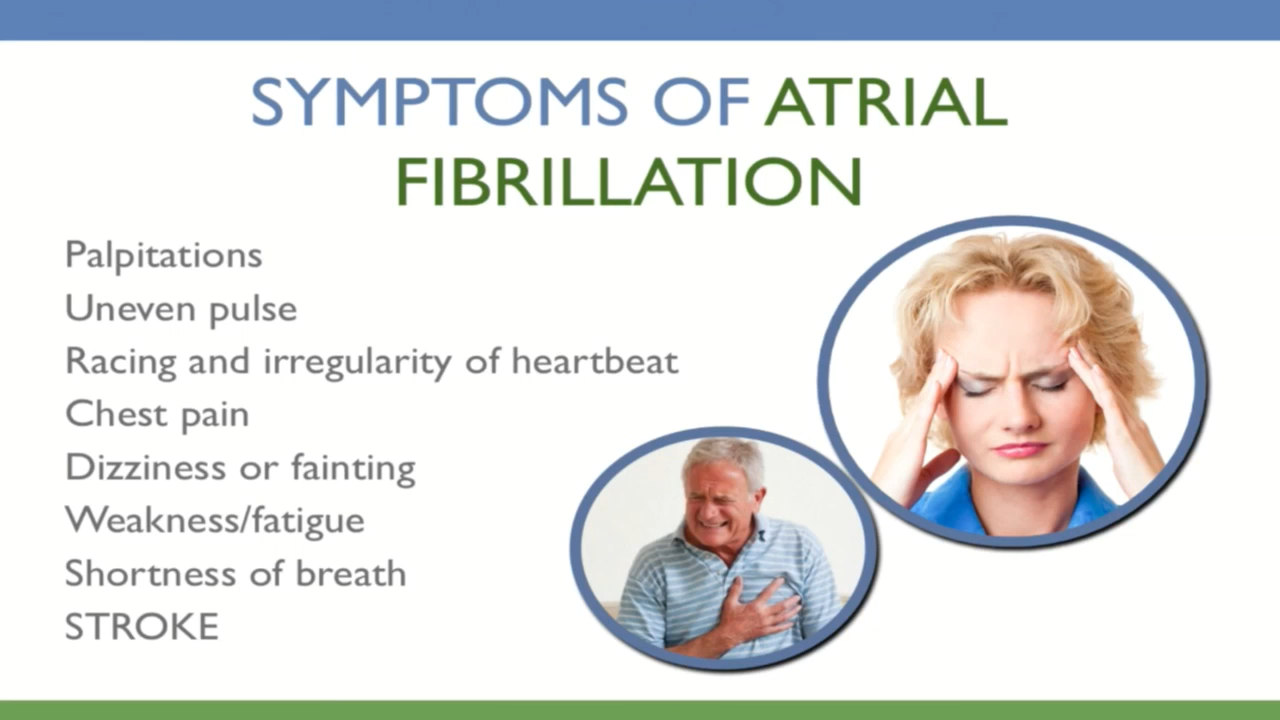 SYMPTOMS OF ATRIAL
FIBRILLATION
Palpitations
Uneven pulse
Racing and irregularity of heartbeat
Chest pain
Dizziness or fainting
Weakness/fatigue
Shortness of breath
STROKE